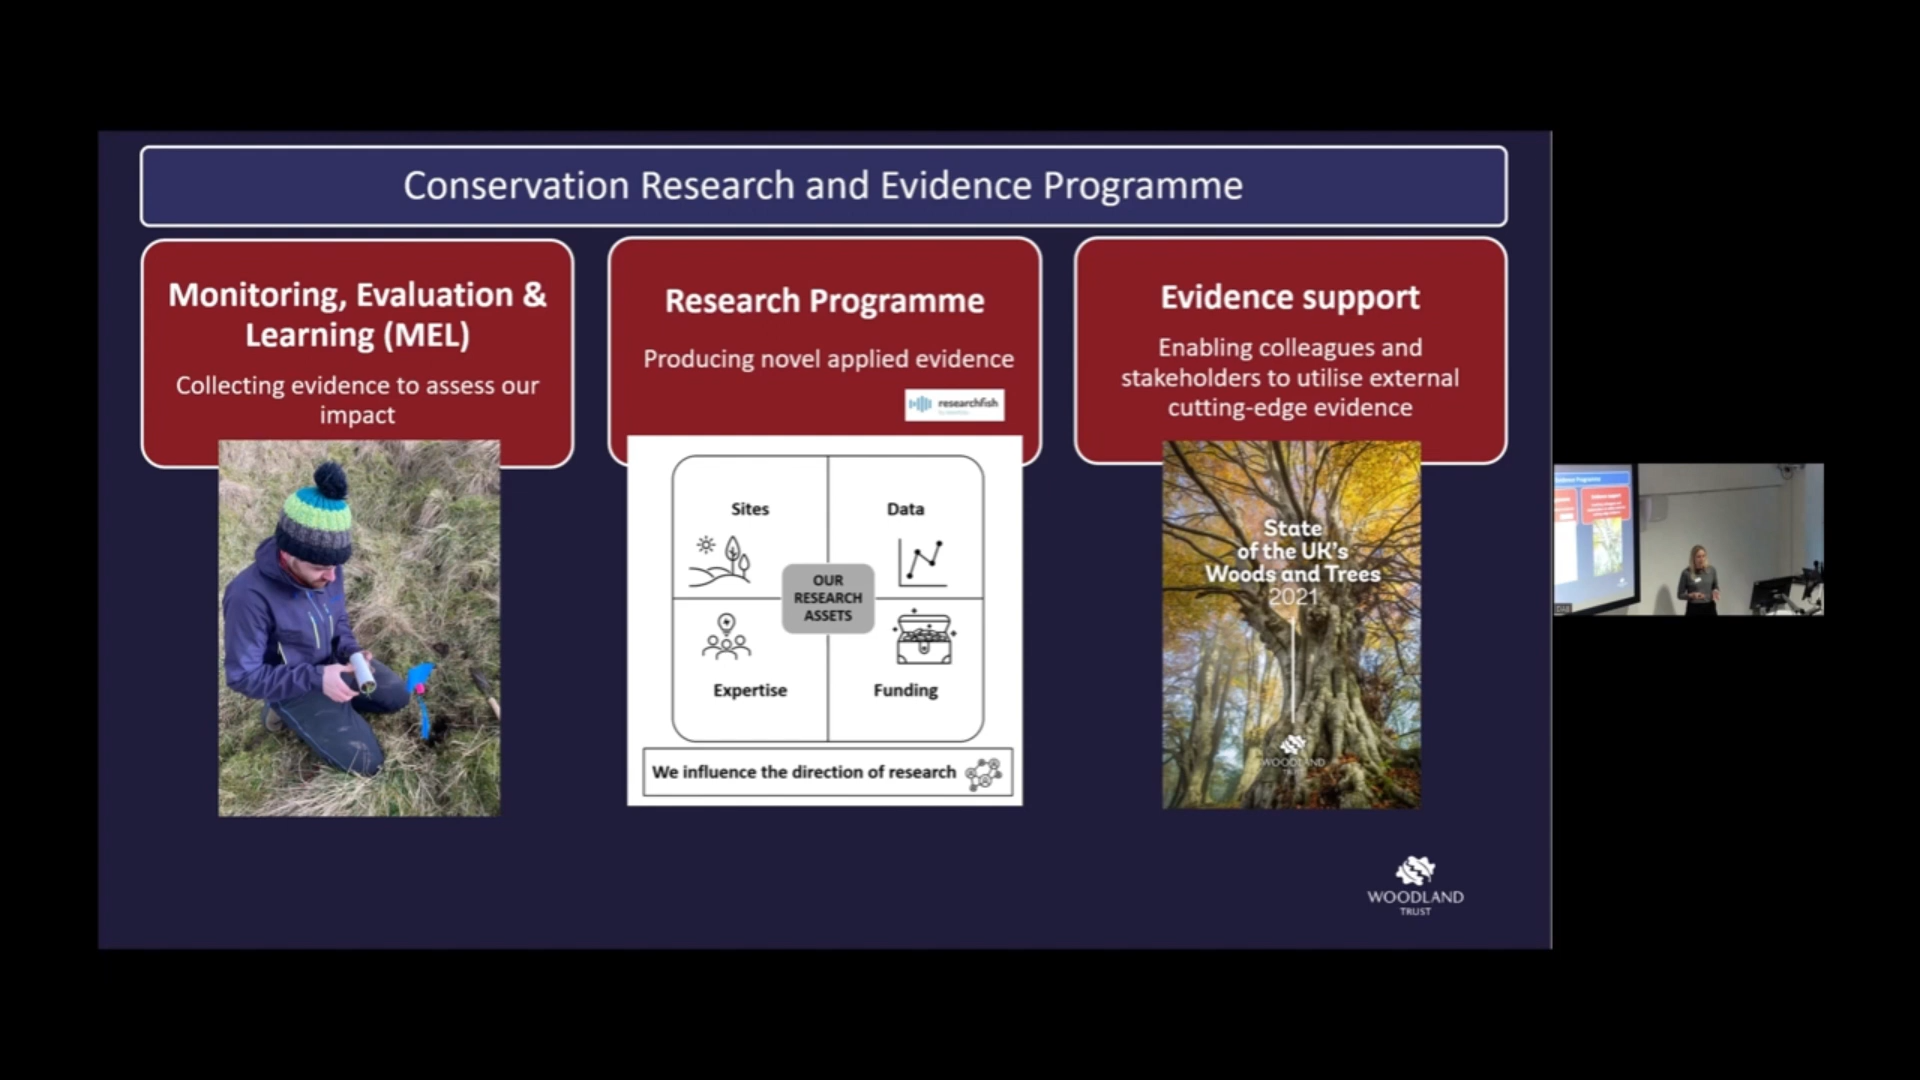 Conservation Research and Evidence Programme
Monitoring, Evaluation &
Learning (MEL)
Collecting evidence to assess our
impact
Research Programme
Producing novel applied evidence
researchfish
Sites
Data
OUR
RESEARCH
ASSETS
Expertise
Funding
We influence the direction of research
Evidence support
Enabling colleagues and
stakeholders to utilise external
cutting-edge evidence
State
of the UK's
Woods and Trees
2021
WOODLAND
TRUST
WOODLAND
TRUST